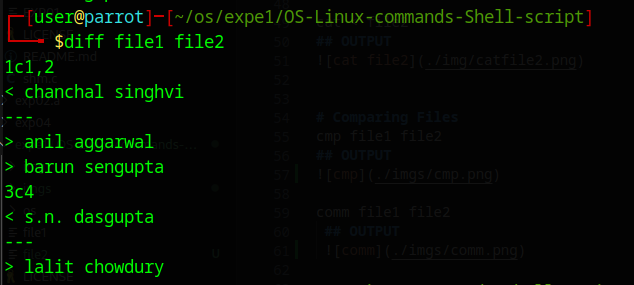 [user@parrot]-[~/os/expe1/OS-Linux-commands-Shell-script]
$diff file1 file2
1c1,2
< chanchal singhvi
---
> anil aggarwal
> barun sengupta
3c4
< s.n. dasgupta
---
> lalit chowdury
50
## OUTPUT
51
![cat file2](./img/catfile2.png)
52
53
54
# Comparing Files
55
cmp file1 file2
56
## OUTPUT
57
![cmp](./imgs/cmp.png)
58
59
comm file1 file2
60
## OUTPUT
![comm](./imgs/comm.png)
62
file1